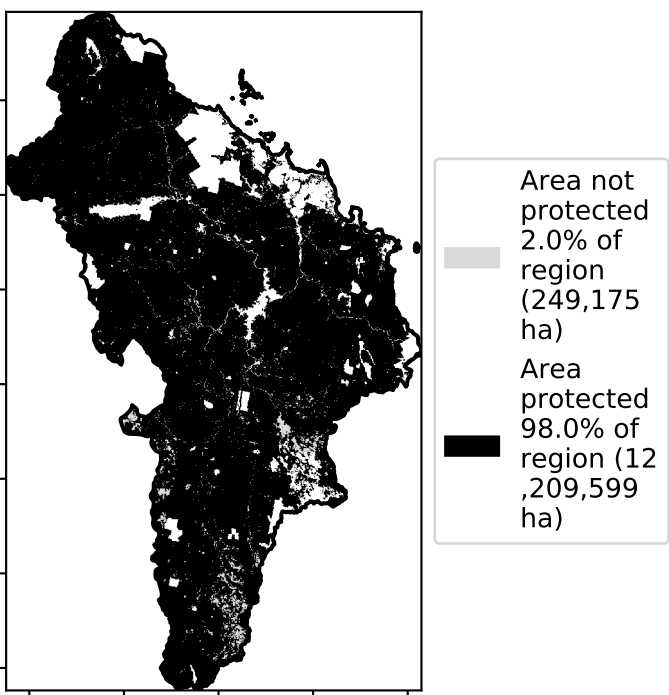 Area not
protected
2.0% of
region
(249,175
ha)
Area
protected
98.0% of
region (12
,209,599
ha)